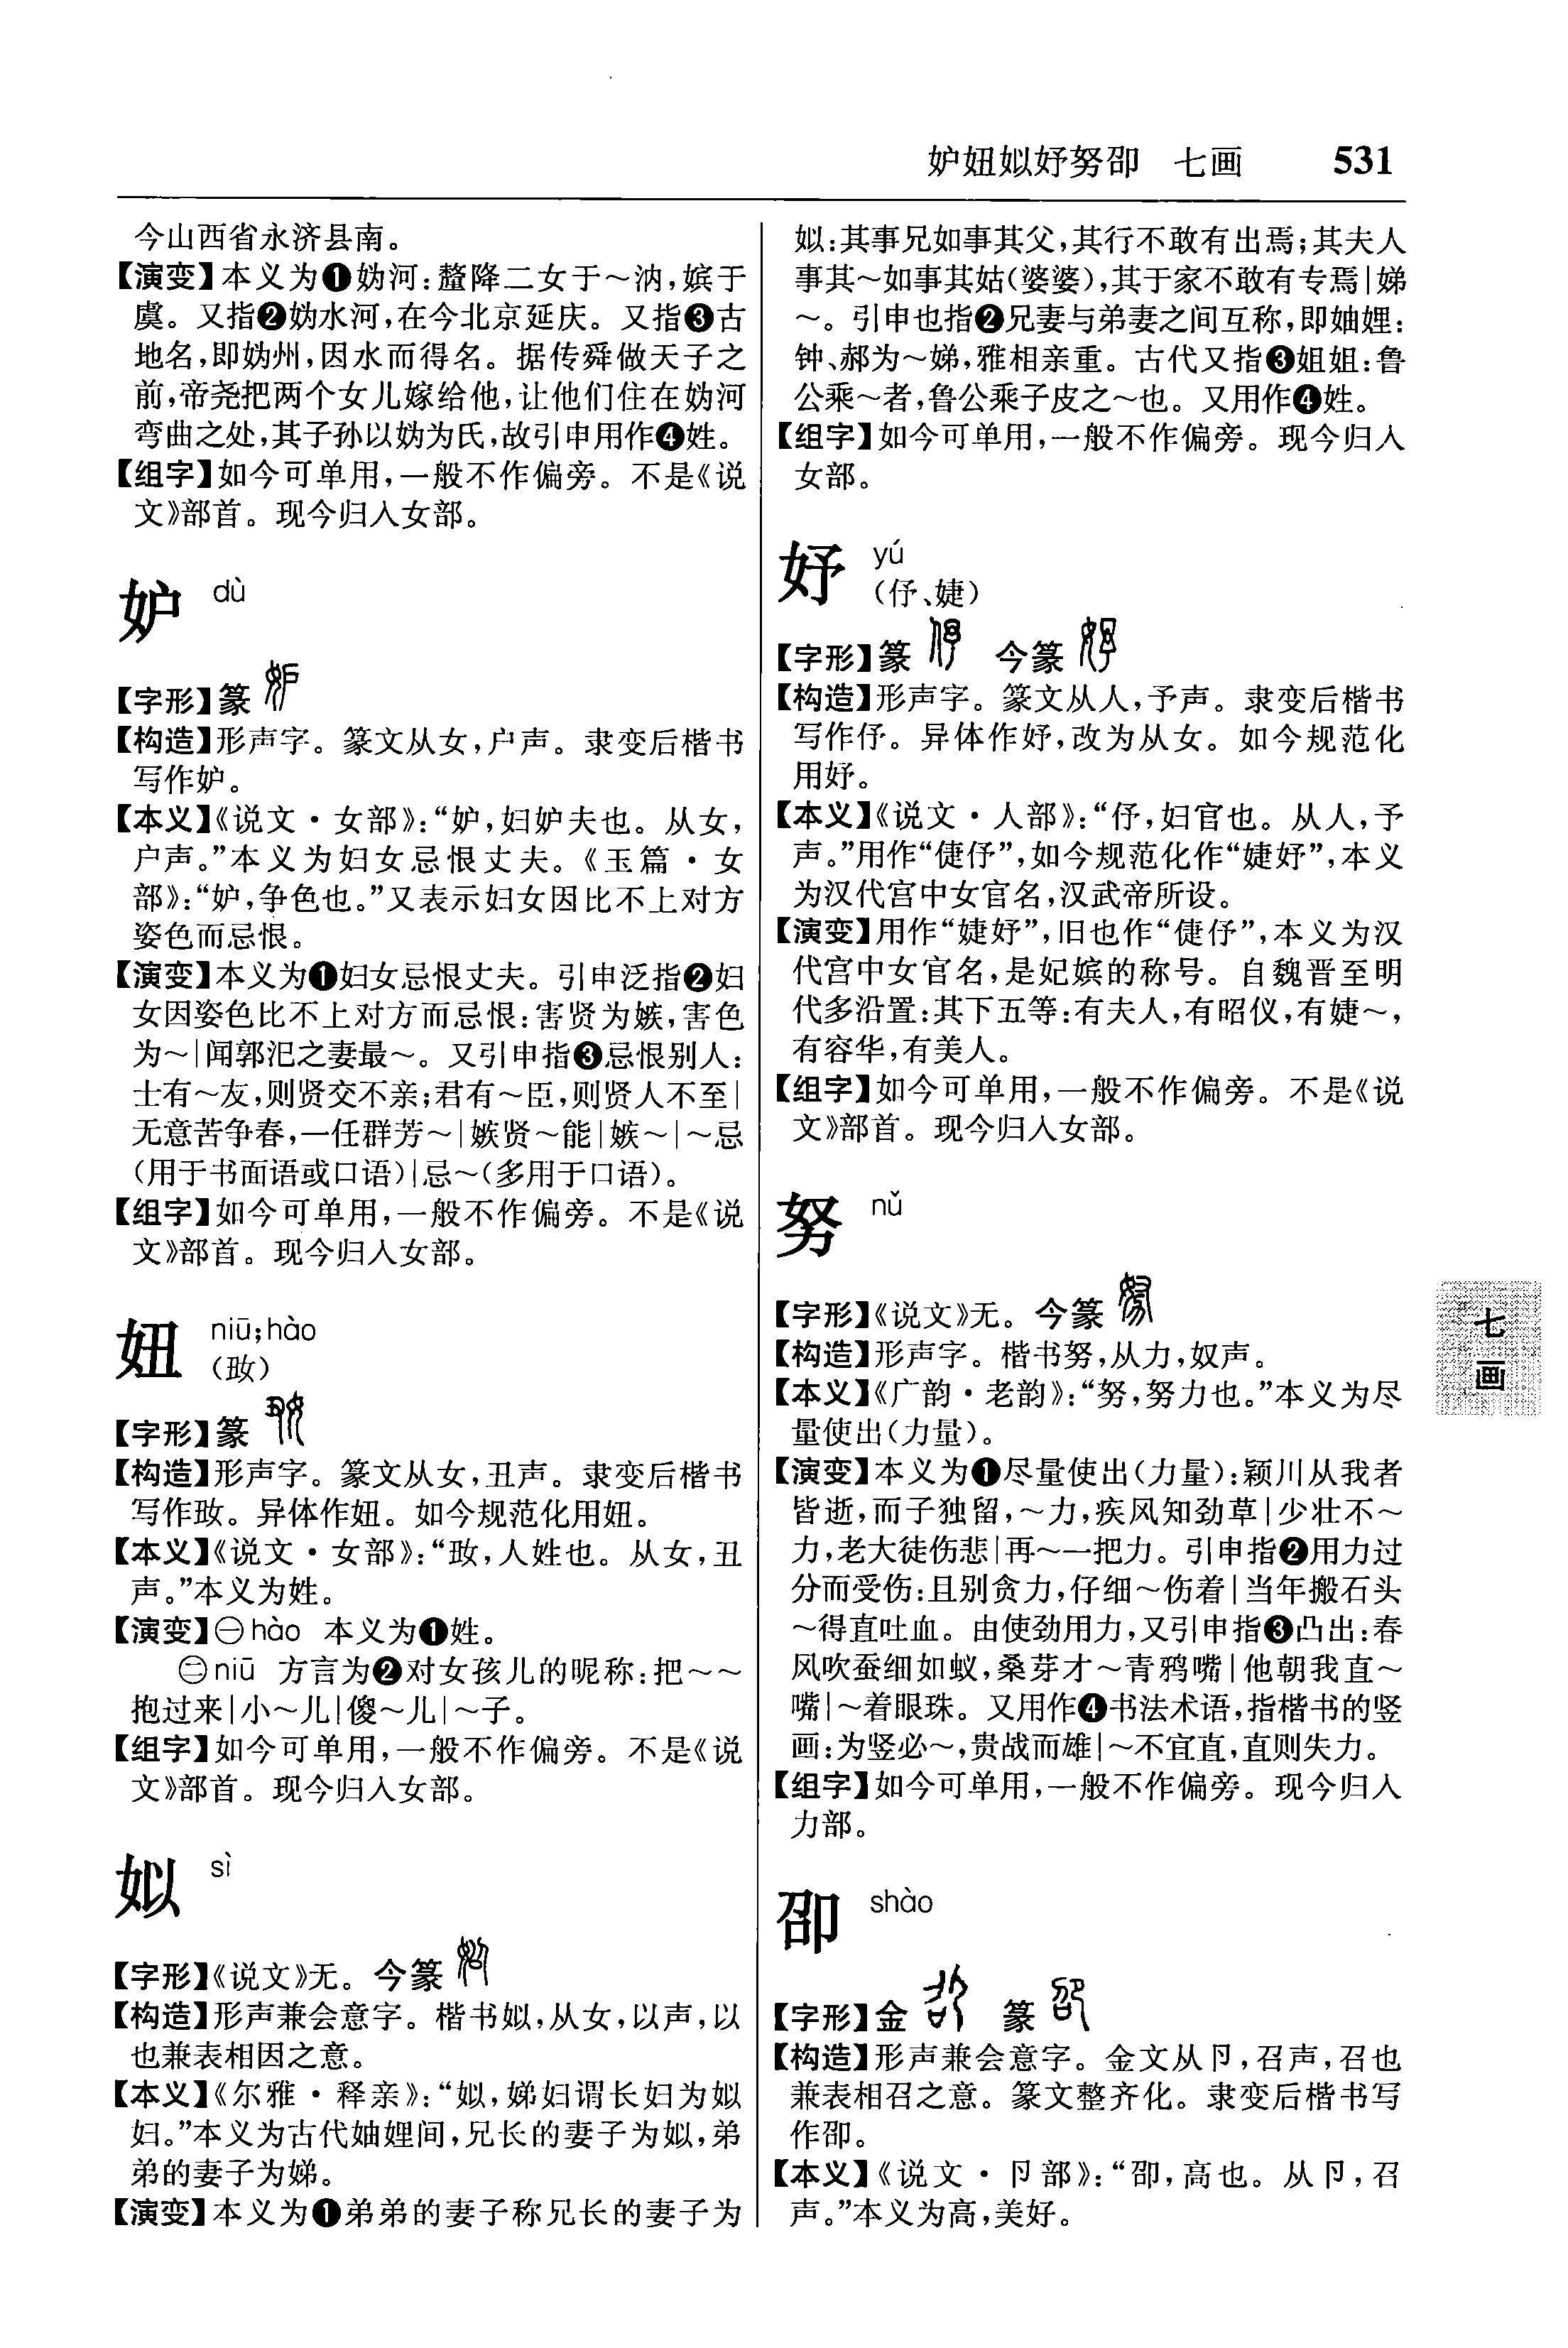 妒妞姒妤努卲 七画 531
今山西省永济县南。
【演变】本义为❶妫河:釐降二女于～汭,嫔于
虞。又指❷妫水河,在今北京延庆。又指❸古
地名,即妫州,因水而得名。据传舜做天子之
前,帝尧把两个女儿嫁给他,让他们住在妫河
弯曲之处,其子孙以妫为氏,故引申用作❹姓。
【组字】如今可单用,一般不作偏旁。不是《说
文》部首。现今归入女部。
妒 dù
【字形】篆
【构造】形声字。篆文从女,户声。隶变后楷书
写作妒。
【本义】《说文·女部》:“妒,妇妒夫也。从女,
户声。”本义为妇女忌恨丈夫。《玉篇·女
部》:“妒,争色也。”又表示妇女因比不上对方
姿色而忌恨。
【演变】本义为❶妇女忌恨丈夫。引申泛指❷妇
女因姿色比不上对方而忌恨:害贤为嫉,害色
为～|闻郭氾之妻最～。又引申指❸忌恨别人:
士有～友,则贤交不亲;君有～臣,则贤人不至|
无意苦争春,一任群芳～|嫉贤～能|嫉～|～忌
(用于书面语或口语)|忌～(多用于口语)。
【组字】如今可单用,一般不作偏旁。不是《说
文》部首。现今归入女部。
妞 niū;hào
(㚼)
【字形】篆
【构造】形声字。篆文从女,丑声。隶变后楷书
写作㚼。异体作妞。如今规范化用妞。
【本义】《说文·女部》:“㚼,人姓也。从女,丑
声。”本义为姓。
【演变】㊀hào 本义为❶姓。
㊁niū 方言为❷对女孩儿的昵称:把～～
抱过来|小～儿|傻～儿|～子。
【组字】如今可单用,一般不作偏旁。不是《说
文》部首。现今归入女部。
姒 sì
【字形】《说文》无。今篆
【构造】形声兼会意字。楷书姒,从女,以声,以
也兼表相因之意。
【本义】《尔雅·释亲》:“姒,娣妇谓长妇为姒
妇。”本义为古代妯娌间,兄长的妻子为姒,弟
弟的妻子为娣。
【演变】本义为❶弟弟的妻子称兄长的妻子为
姒:其事兄如事其父,其行不敢有出焉;其夫人
事其～如事其姑(婆婆),其于家不敢有专焉|娣
～。引申也指❷兄妻与弟妻之间互称,即妯娌:
钟、郝为～娣,雅相亲重。古代又指❸姐姐:鲁
公乘～者,鲁公乘子皮之～也。又用作❹姓。
【组字】如今可单用,一般不作偏旁。现今归入
女部。
妤 yú
(伃、婕)
【字形】篆 今篆
【构造】形声字。篆文从人,予声。隶变后楷书
写作伃。异体作妤,改为从女。如今规范化
用妤。
【本义】《说文·人部》:“伃,妇官也。从人,予
声。”用作“倢伃”,如今规范化作“婕妤”,本义
为汉代宫中女官名,汉武帝所设。
【演变】用作“婕妤”,旧也作“倢伃”,本义为汉
代宫中女官名,是妃嫔的称号。自魏晋至明
代多沿置:其下五等:有夫人,有昭仪,有婕～,
有容华,有美人。
【组字】如今可单用,一般不作偏旁。不是《说
文》部首。现今归入女部。
努 nǔ
【字形】《说文》无。今篆
【构造】形声字。楷书努,从力,奴声。
【本义】《广韵·老韵》:“努,努力也。”本义为尽
量使出(力量)。
【演变】本义为❶尽量使出(力量):颖川从我者
皆逝,而子独留,～力,疾风知劲草|少壮不～
力,老大徒伤悲|再～一把力。引申指❷用力过
分而受伤:且别贪力,仔细～伤着|当年搬石头
～得直吐血。由使劲用力,又引申指❸凸出:春
风吹蚕细如蚁,桑芽才～青鸦嘴|他朝我直～
嘴|～着眼珠。又用作❹书法术语,指楷书的竖
画:为竖必～,贵战而雄|～不宜直,直则失力。
【组字】如今可单用,一般不作偏旁。现今归入
力部。
卲 shào
【字形】金 篆
【构造】形声兼会意字。金文从卩,召声,召也
兼表相召之意。篆文整齐化。隶变后楷书写
作卲。
【本义】《说文·卩部》:“卲,高也。从卩,召
声。”本义为高,美好。
七
画